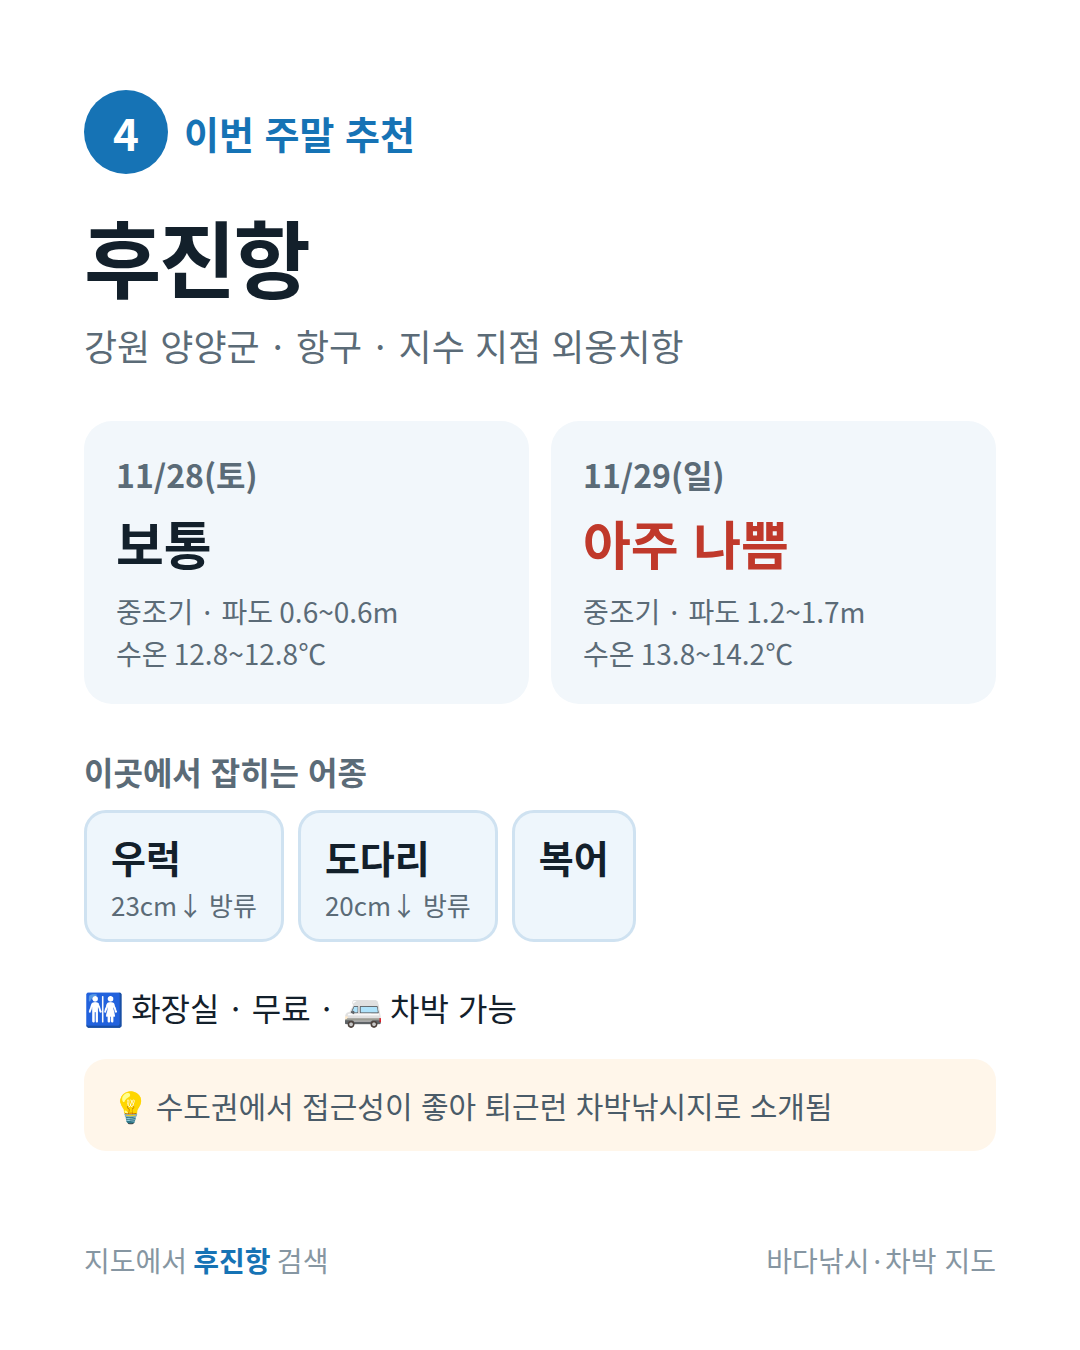 4 이번 주말 추천
후진항
강원 양양군 · 항구 · 지수 지점 외옹치항
11/28(토)
보통
중조기 · 파도 0.6~0.6m
수온 12.8~12.8℃
11/29(일)
아주 나쁨
중조기 · 파도 1.2~1.7m
수온 13.8~14.2℃
이곳에서 잡히는 어종
우럭
23cm↓ 방류
도다리
20cm↓ 방류
복어
🚻 화장실 · 무료 · 🚐 차박 가능
💡 수도권에서 접근성이 좋아 퇴근런 차박낚시지로 소개됨
지도에서 후진항 검색
바다낚시·차박 지도